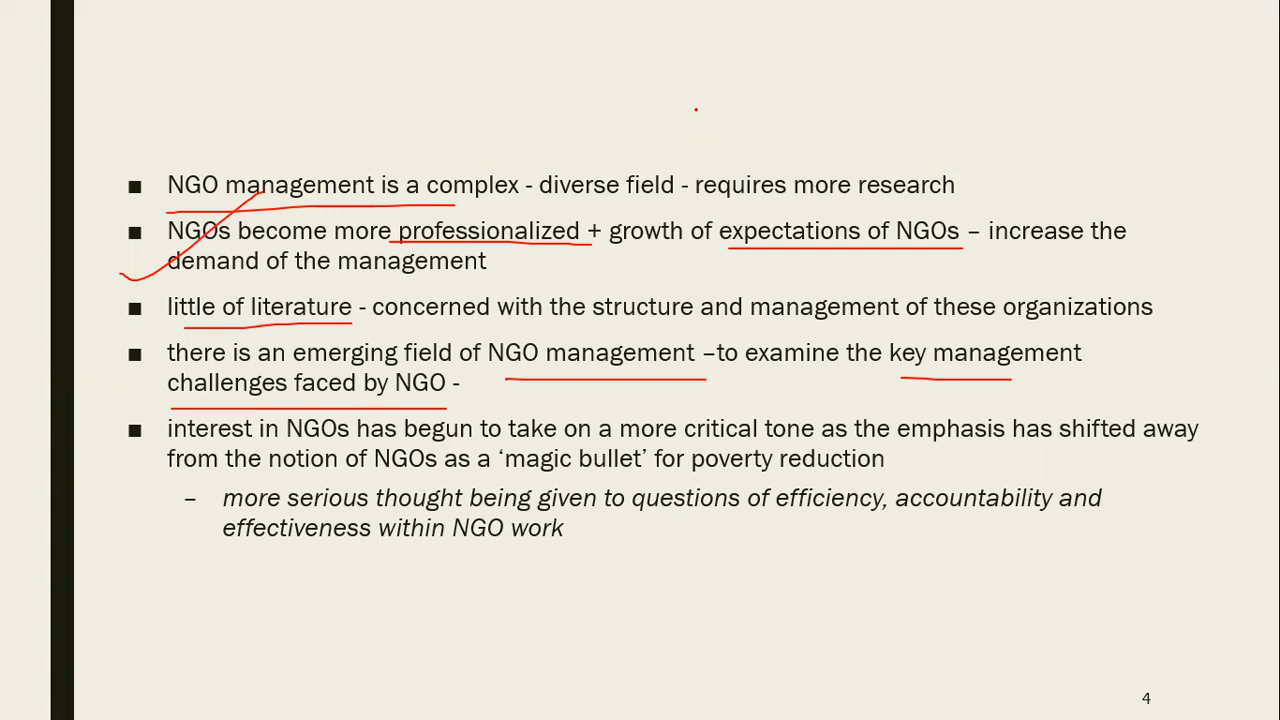 ■ NGO management is a complex - diverse field - requires more research
■ NGOs become more professionalized + growth of expectations of NGOs – increase the
demand of the management
■ little of literature - concerned with the structure and management of these organizations
■ there is an emerging field of NGO management –to examine the key management
challenges faced by NGO -
■ interest in NGOs has begun to take on a more critical tone as the emphasis has shifted away
from the notion of NGOs as a ‘magic bullet’ for poverty reduction
– more serious thought being given to questions of efficiency, accountability and
effectiveness within NGO work
4